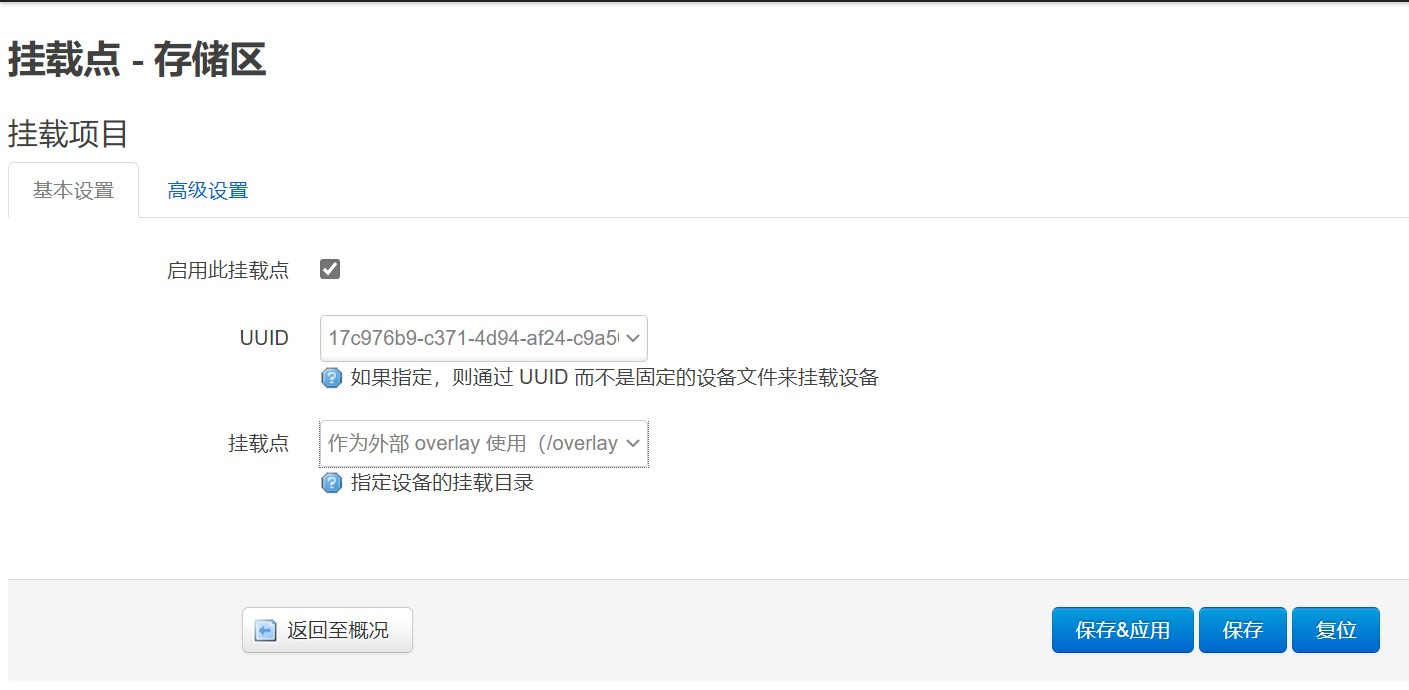 挂载点 - 存储区
挂载项目
基本设置
高级设置
启用此挂载点
UUID
17c976b9-c371-4d94-af24-c9a5
如果指定，则通过 UUID 而不是固定的设备文件来挂载设备
挂载点
作为外部 overlay 使用（/overlay
指定设备的挂载目录
返回至概况
保存&应用
保存
复位